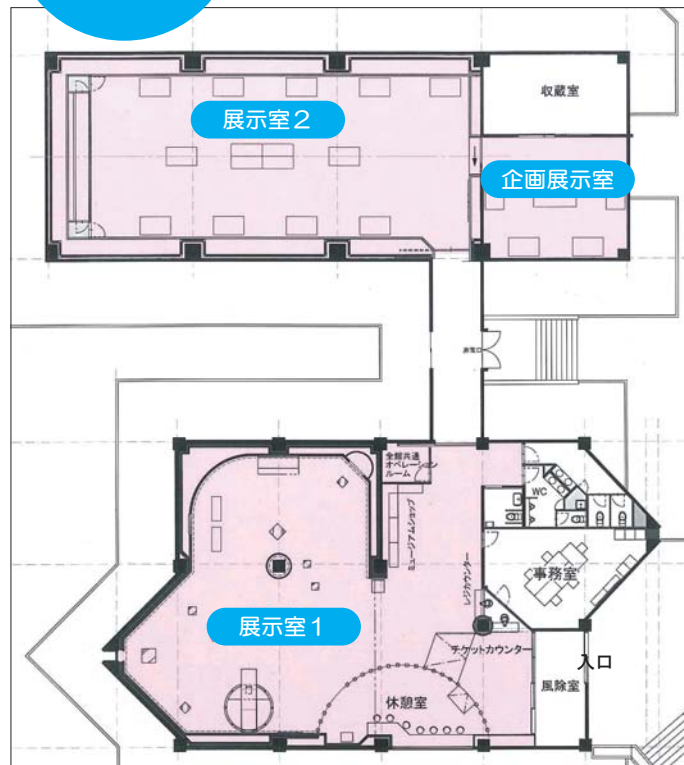 収蔵室
展示室2
企画展示室
非常口
全館共通
オペレーション
ルーム
WC
ミュージアムショップ
レジカウンター
事務室
展示室1
チケットカウンター
入口
休憩室
風除室